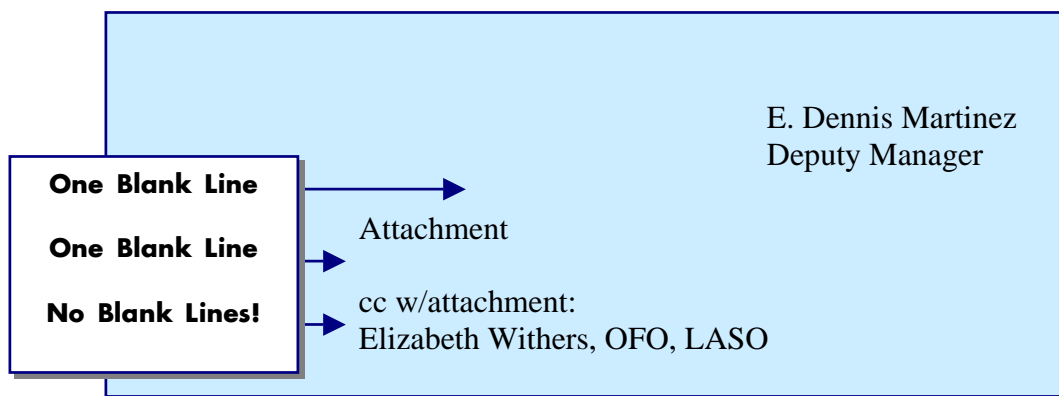 E. Dennis Martinez
Deputy Manager
One Blank Line
Attachment
One Blank Line
cc w/attachment:
No Blank Lines!
Elizabeth Withers, OFO, LASO